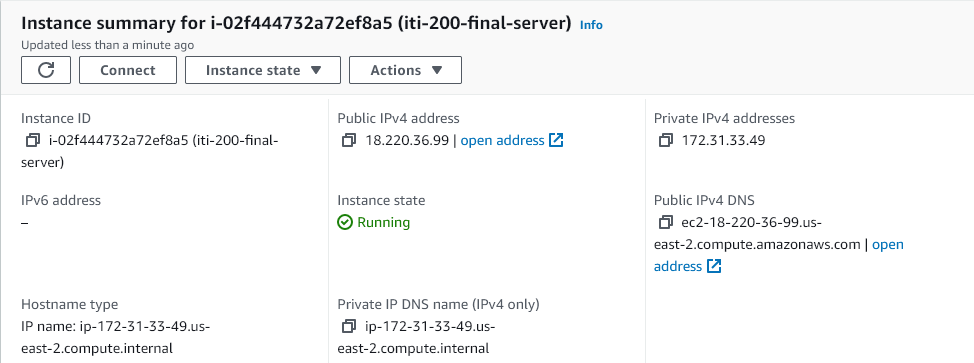 Instance summary for i-02f444732a72ef8a5 (iti-200-final-server) Info
Updated less than a minute ago
Connect
Instance state
Actions
Instance ID
i-02f444732a72ef8a5 (iti-200-final-
server)
Public IPv4 address
18.220.36.99 | open address
Private IPv4 addresses
172.31.33.49
IPv6 address
–
Instance state
Running
Public IPv4 DNS
ec2-18-220-36-99.us-
east-2.compute.amazonaws.com | open
address
Hostname type
IP name: ip-172-31-33-49.us-
east-2.compute.internal
Private IP DNS name (IPv4 only)
ip-172-31-33-49.us-
east-2.compute.internal